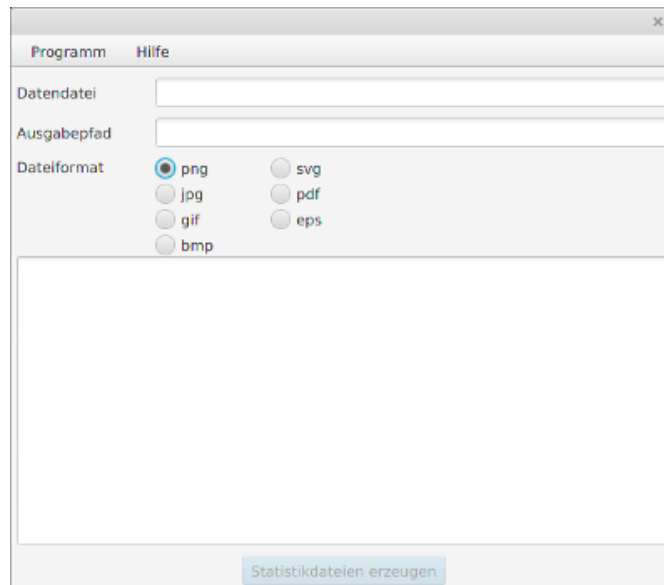 Programm Hilfe
Datendatei
Ausgabepfad
Dateiformat png svg
jpg pdf
gif eps
bmp
Statistikdateien erzeugen